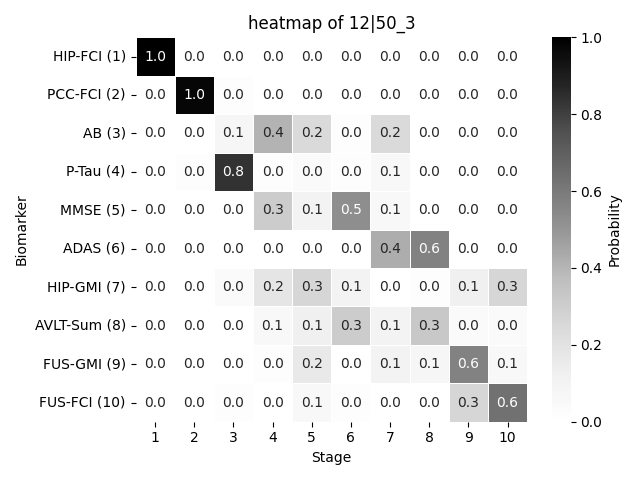 heatmap of 12|50_3
HIP-FCI (1) 1.0 0.0 0.0 0.0 0.0 0.0 0.0 0.0 0.0 0.0
PCC-FCI (2) 0.0 1.0 0.0 0.0 0.0 0.0 0.0 0.0 0.0 0.0
AB (3) 0.0 0.0 0.1 0.4 0.2 0.0 0.2 0.0 0.0 0.0
P-Tau (4) 0.0 0.0 0.8 0.0 0.0 0.0 0.1 0.0 0.0 0.0
MMSE (5) 0.0 0.0 0.0 0.3 0.1 0.5 0.1 0.0 0.0 0.0
ADAS (6) 0.0 0.0 0.0 0.0 0.0 0.0 0.4 0.6 0.0 0.0
HIP-GMI (7) 0.0 0.0 0.0 0.2 0.3 0.1 0.0 0.0 0.1 0.3
AVLT-Sum (8) 0.0 0.0 0.0 0.1 0.1 0.3 0.1 0.3 0.0 0.0
FUS-GMI (9) 0.0 0.0 0.0 0.0 0.2 0.0 0.1 0.1 0.6 0.1
FUS-FCI (10) 0.0 0.0 0.0 0.0 0.1 0.0 0.0 0.0 0.3 0.6
1 2 3 4 5 6 7 8 9 10
Stage
Biomarker
1.0
0.8
0.6
0.4
0.2
0.0
Probability